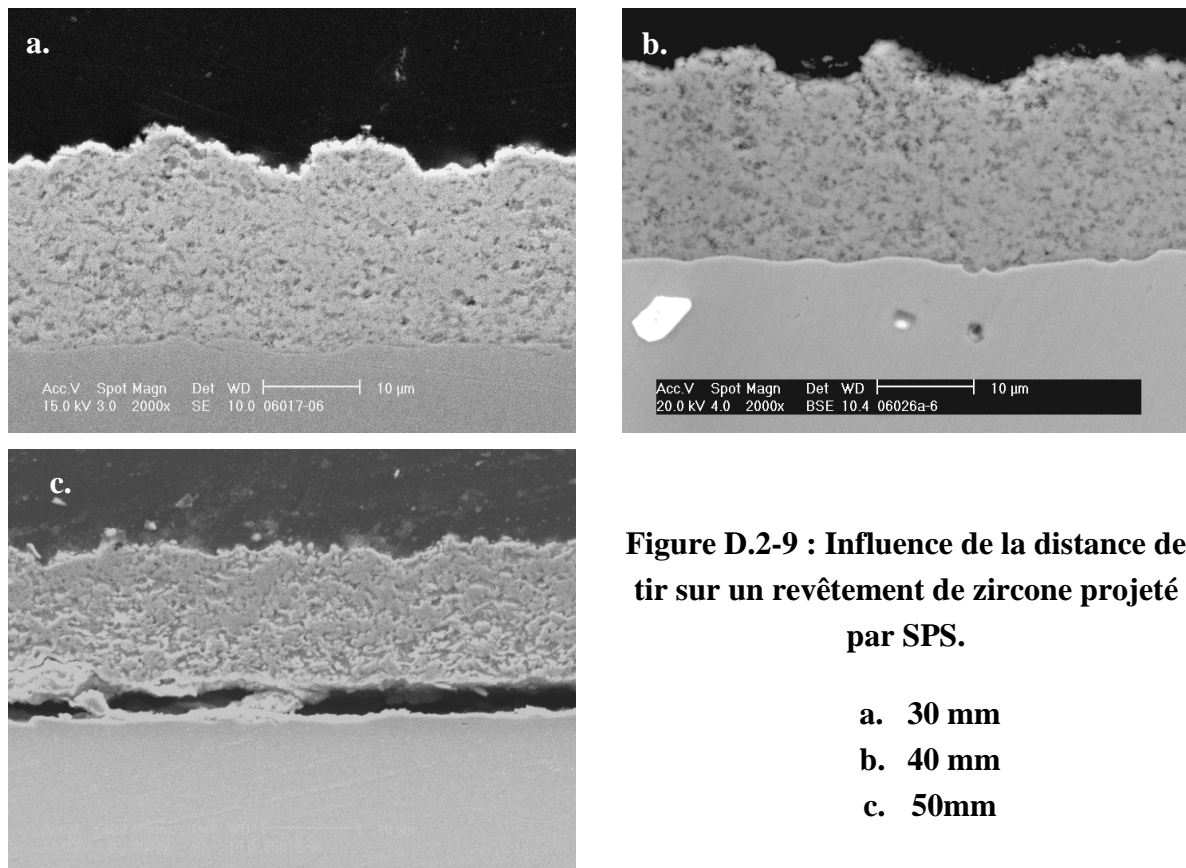 a.
Acc.V Spot Magn Det WD 10 µm
15.0 kV 3.0 2000x SE 10.0 06017-06
b.
Acc.V Spot Magn Det WD 10 µm
20.0 kV 4.0 2000x BSE 10.4 06026a-6
c.
10 µm
Figure D.2-9 : Influence de la distance de
tir sur un revêtement de zircone projeté
par SPS.
a. 30 mm
b. 40 mm
c. 50mm